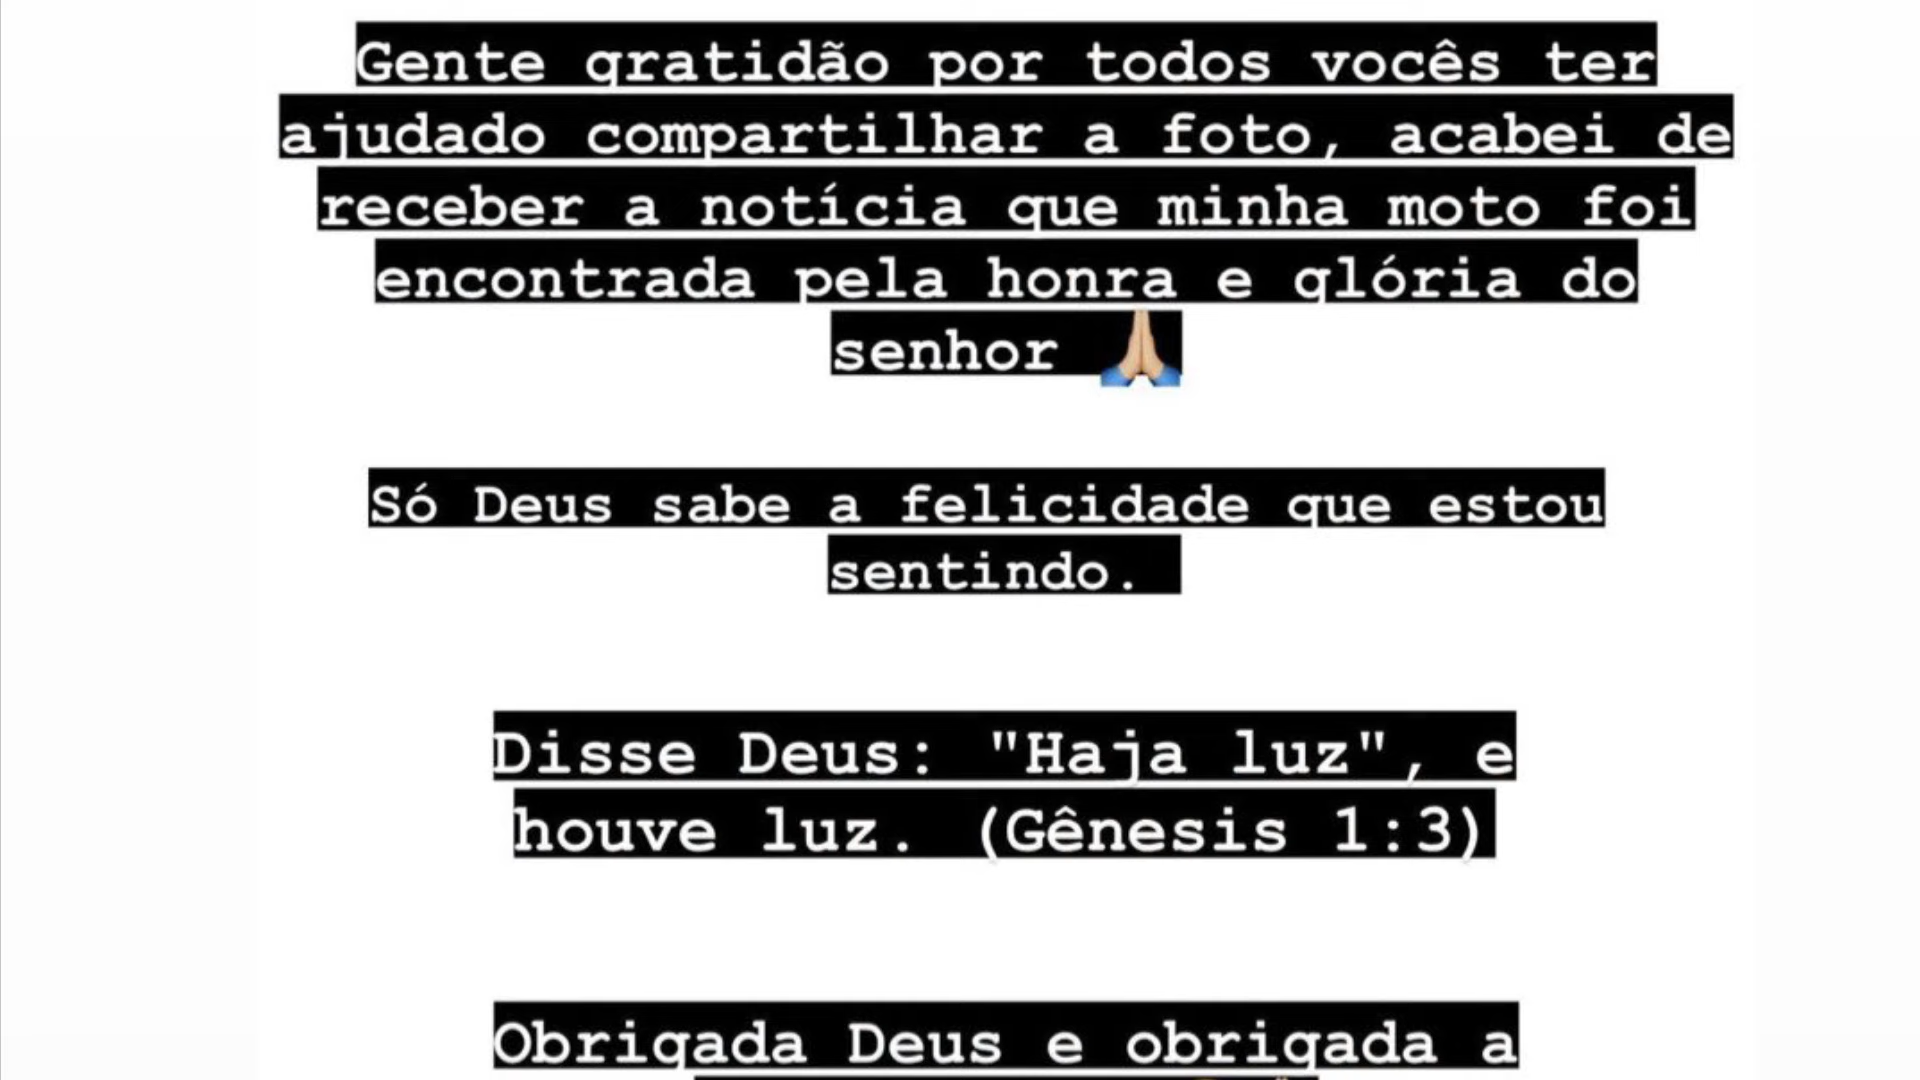 Gente gratidão por todos vocês ter
ajudado compartilhar a foto, acabei de
receber a notícia que minha moto foi
encontrada pela honra e glória do
senhor 🙏🏼
Só Deus sabe a felicidade que estou
sentindo.
Disse Deus: "Haja luz", e
houve luz. (Gênesis 1:3)
Obrigada Deus e obrigada a